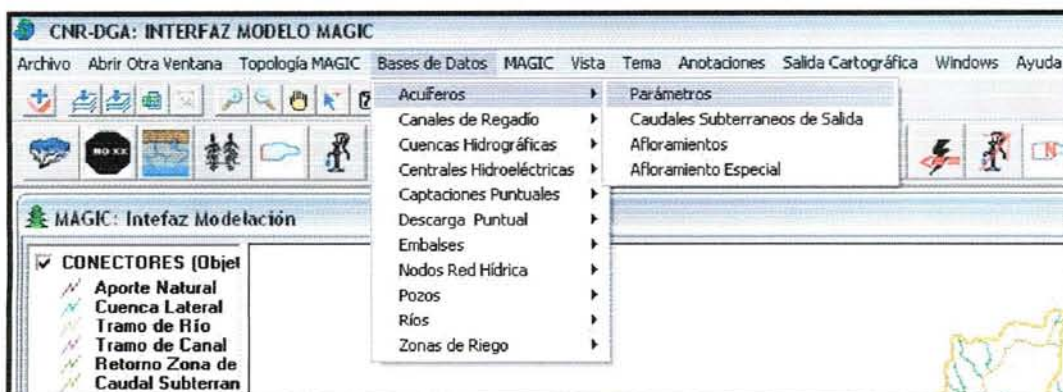 CNR-DGA: INTERFAZ MODELO MAGIC
Archivo Abrir Otra Ventana Topología MAGIC Bases de Datos MAGIC Vista Tema Anotaciones Salida Cartográfica Windows Ayuda
Acuíferos
Canales de Regadío
Cuencas Hidrográficas
Centrales Hidroeléctricas
Captaciones Puntuales
Descarga Puntual
Embalses
Nodos Red Hídrica
Pozos
Ríos
Zonas de Riego
Parámetros
Caudales Subterraneos de Salida
Afloramientos
Afloramiento Especial
NO XX
N
MAGIC: Intefaz Modelación
CONECTORES (Objet
Aporte Natural
Cuenca Lateral
Tramo de Río
Tramo de Canal
Retorno Zona de
Caudal Subterran